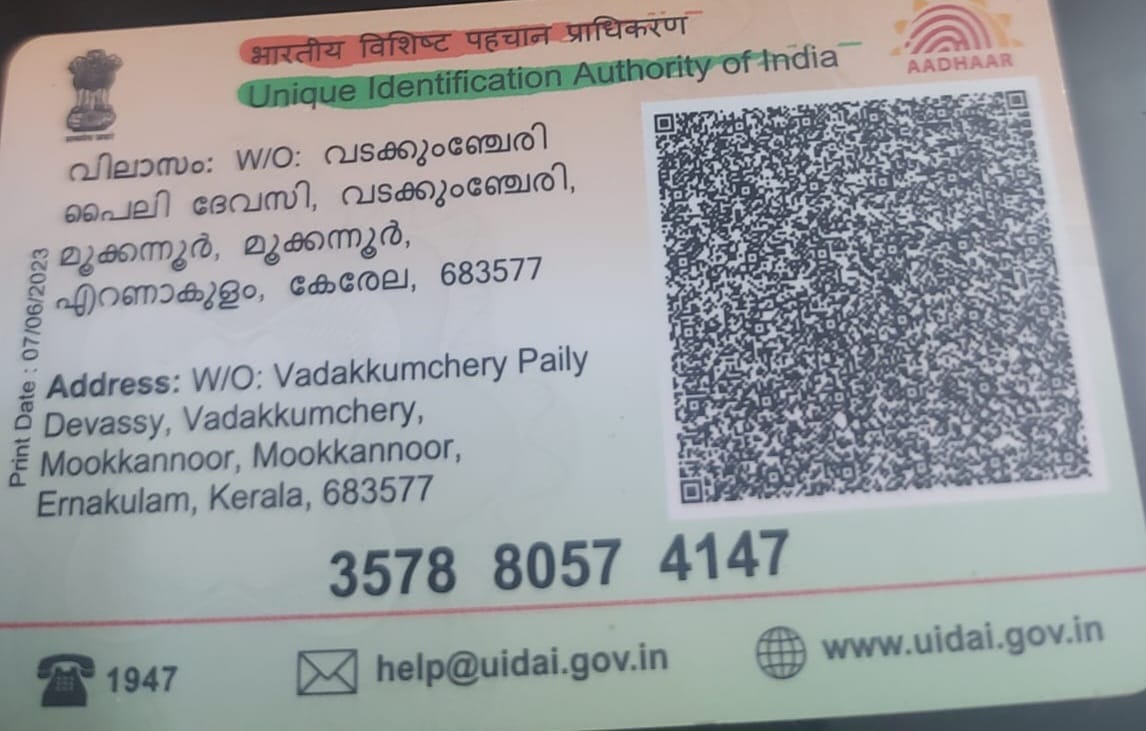 भारतीय विशिष्ट पहचान प्राधिकरण
Unique Identification Authority of India
AADHAAR
വിലാസം: W/O: വടക്കുംഞ്ചേരി
പൈലി ദേവസി, വടക്കുംഞ്ചേരി,
മൂക്കന്നൂർ, മൂക്കന്നൂർ,
എറണാകുളം, കേരേല, 683577
Print Date : 07/06/2023
Address: W/O: Vadakkumchery Paily
Devassy, Vadakkumchery,
Mookkannoor, Mookkannoor,
Ernakulam, Kerala, 683577
3578 8057 4147
1947
help@uidai.gov.in
www.uidai.gov.in